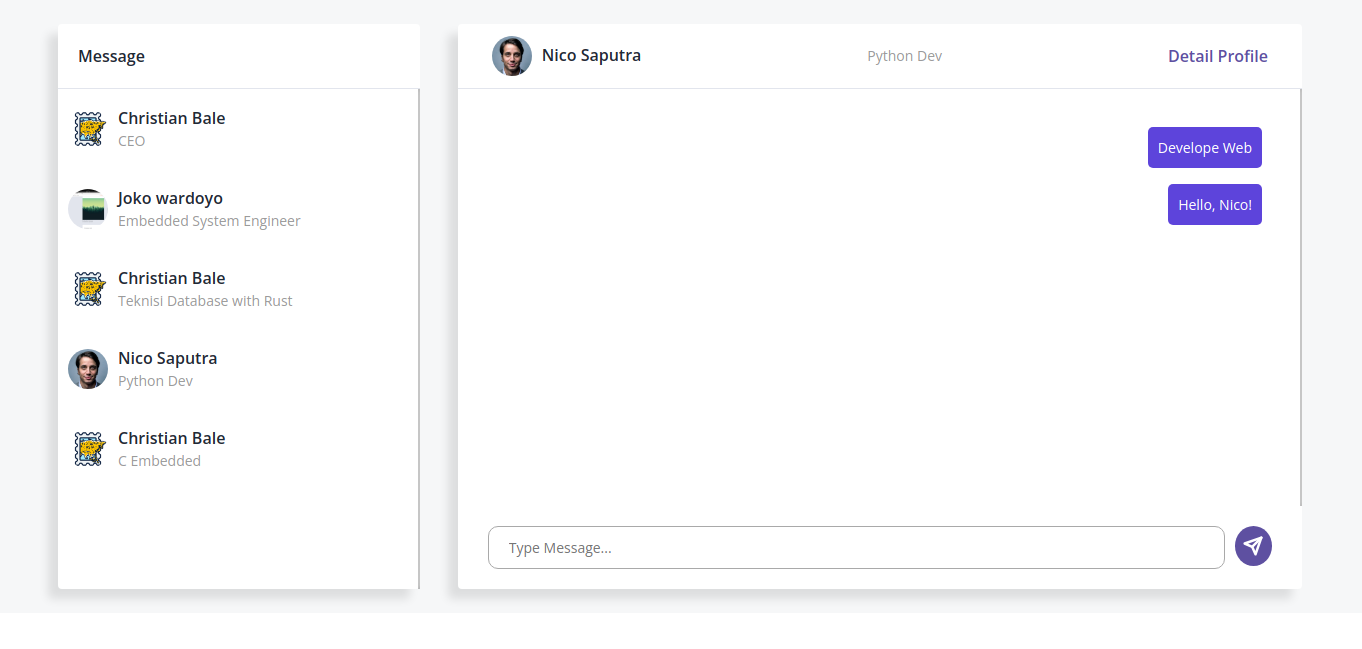 Message
Christian Bale
CEO
Joko wardoyo
Embedded System Engineer
Christian Bale
Teknisi Database with Rust
Nico Saputra
Python Dev
Christian Bale
C Embedded
Nico Saputra
Python Dev
Detail Profile
Develope Web
Hello, Nico!
Type Message...